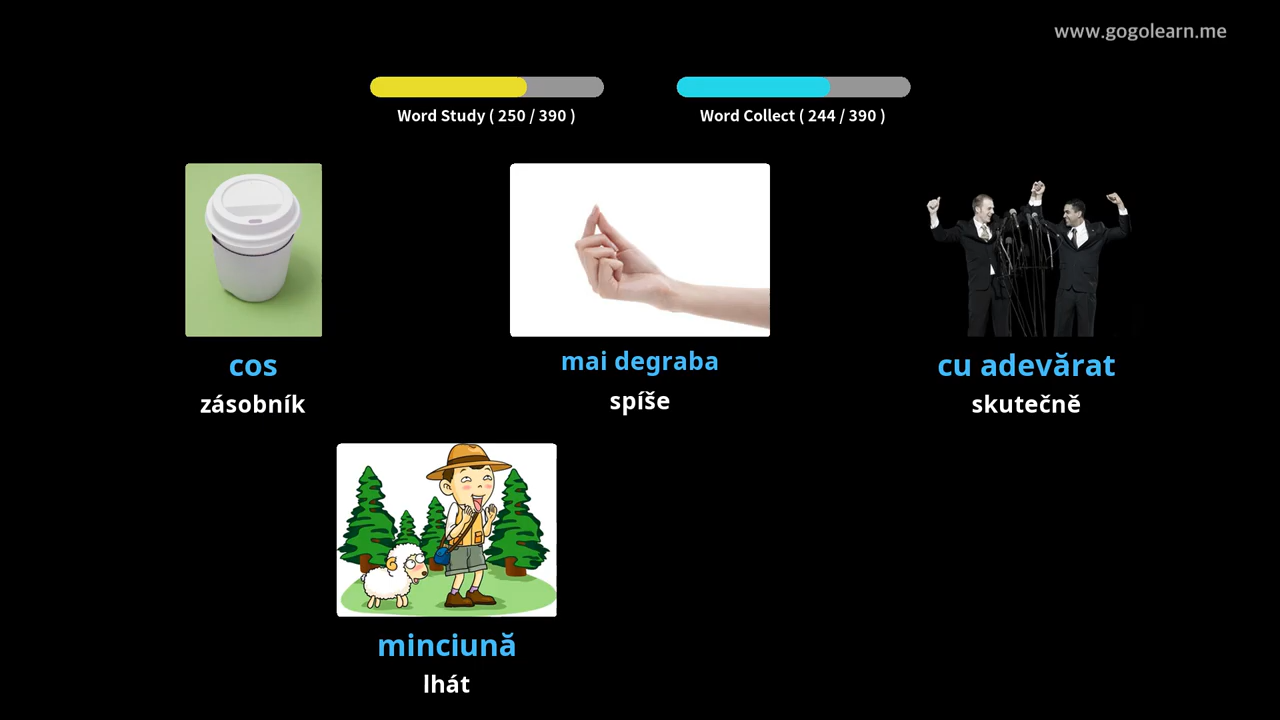 www.gogolearn.me
Word Study ( 250 / 390 )
Word Collect ( 244 / 390 )
cos
zásobník
mai degraba
spíše
cu adevărat
skutečně
minciună
lhát